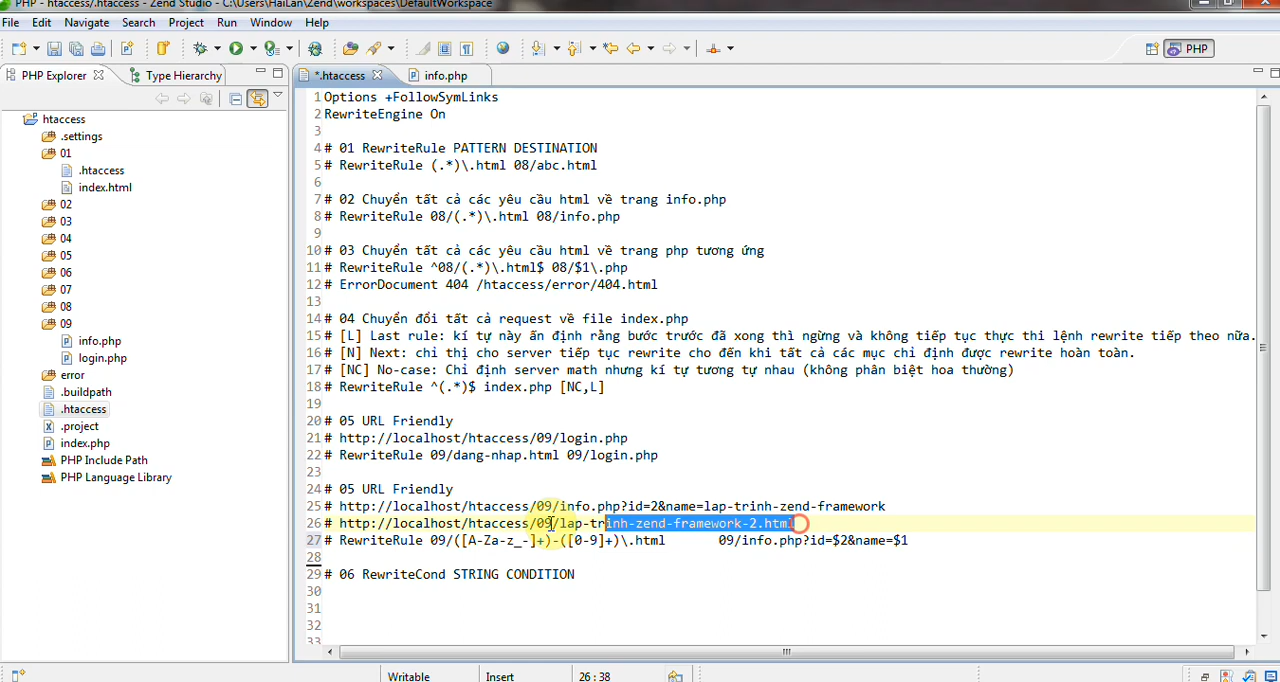 PHP - htaccess/.htaccess - Zend Studio - C:\Users\HaiLan\Zend\workspaces\DefaultWorkspace
File Edit Navigate Search Project Run Window Help
PHP
PHP Explorer Type Hierarchy
*.htaccess info.php
htaccess
.settings
01
.htaccess
index.html
02
03
04
05
06
07
08
09
info.php
login.php
error
.buildpath
.htaccess
.project
index.php
PHP Include Path
PHP Language Library
1 Options +FollowSymLinks
2 RewriteEngine On
3
4 # 01 RewriteRule PATTERN DESTINATION
5 # RewriteRule (.*)\.html 08/abc.html
6
7 # 02 Chuyển tất cả các yêu cầu html về trang info.php
8 # RewriteRule 08/(.*)\.html 08/info.php
9
10 # 03 Chuyển tất cả các yêu cầu html về trang php tương ứng
11 # RewriteRule ^08/(.*)\.html$ 08/$1\.php
12 # ErrorDocument 404 /htaccess/error/404.html
13
14 # 04 Chuyển đổi tất cả request về file index.php
15 # [L] Last rule: kí tự này ấn định rằng bước trước đã xong thì ngừng và không tiếp tục thực thi lệnh rewrite tiếp theo nữa.
16 # [N] Next: chỉ thị cho server tiếp tục rewrite cho đến khi tất cả các mục chỉ định được rewrite hoàn toàn.
17 # [NC] No-case: Chỉ định server math nhưng kí tự tương tự nhau (không phân biệt hoa thường)
18 # RewriteRule ^(.*)$ index.php [NC,L]
19
20 # 05 URL Friendly
21 # http://localhost/htaccess/09/login.php
22 # RewriteRule 09/dang-nhap.html 09/login.php
23
24 # 05 URL Friendly
25 # http://localhost/htaccess/09/info.php?id=2&name=lap-trinh-zend-framework
26 # http://localhost/htaccess/09/lap-trinh-zend-framework-2.html
27 # RewriteRule 09/([A-Za-z_-]+)-([0-9]+)\.html 09/info.php?id=$2&name=$1
28
29 # 06 RewriteCond STRING CONDITION
30
31
32
33
Writable Insert 26 : 38